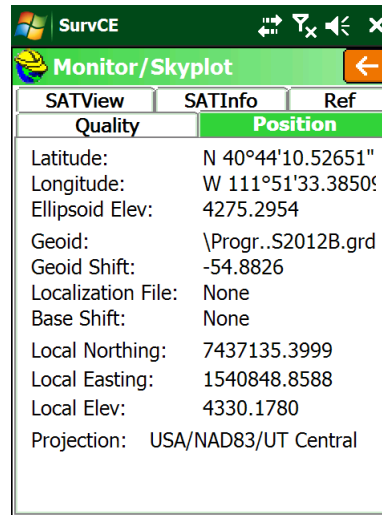 SurvCE
Monitor/Skyplot
SATView SATInfo Ref
Quality Position
Latitude: N 40°44'10.52651"
Longitude: W 111°51'33.38509
Ellipsoid Elev: 4275.2954
Geoid: \Progr..S2012B.grd
Geoid Shift: -54.8826
Localization File: None
Base Shift: None
Local Northing: 7437135.3999
Local Easting: 1540848.8588
Local Elev: 4330.1780
Projection: USA/NAD83/UT Central